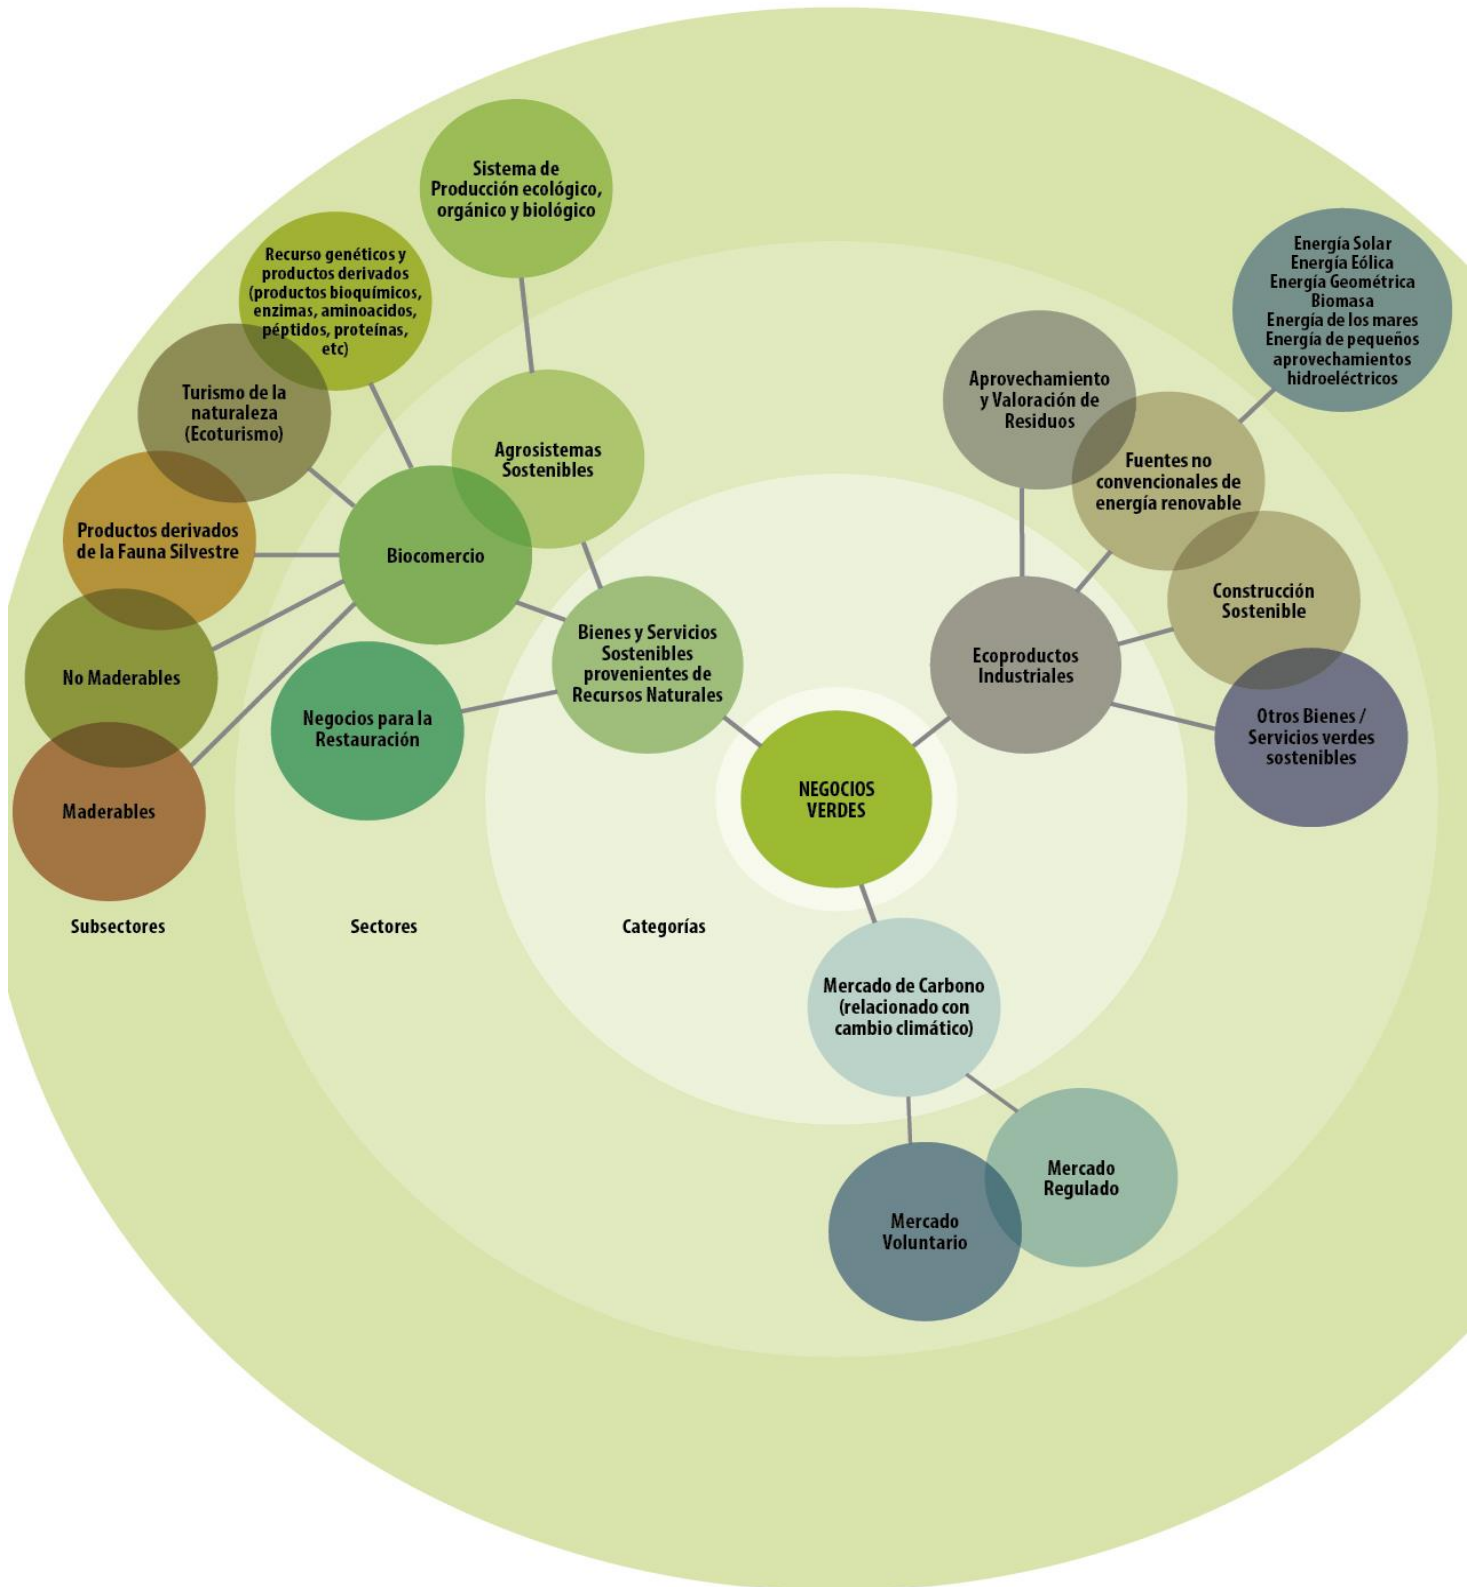 Sistema de
Producción ecológico,
orgánico y biológico
Recurso genéticos y
productos derivados
(productos bioquímicos,
enzimas, aminoacidos,
péptidos, proteínas,
etc)
Turismo de la
naturaleza
(Ecoturismo)
Agrosistemas
Sostenibles
Productos derivados
de la Fauna Silvestre
Biocomercio
No Maderables
Bienes y Servicios
Sostenibles
provenientes de
Recursos Naturales
Negocios para la
Restauración
Maderables
Energía Solar
Energía Eólica
Energía Geométrica
Biomasa
Energía de los mares
Energía de pequeños
aprovechamientos
hidroeléctricos
Aprovechamiento
y Valoración de
Residuos
Fuentes no
convencionales de
energía renovable
Construcción
Sostenible
Ecoproductos
Industriales
Otros Bienes /
Servicios verdes
sostenibles
NEGOCIOS
VERDES
Subsectores
Sectores
Categorías
Mercado de Carbono
(relacionado con
cambio climático)
Mercado
Regulado
Mercado
Voluntario